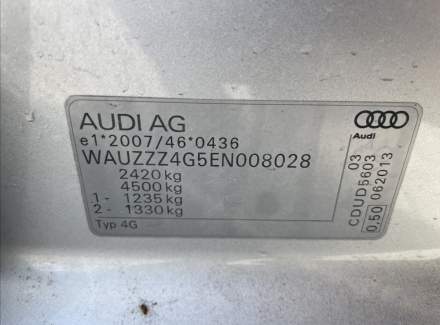 AUDI AG
e1*2007/46*0436
WAUZZZ4G5EN008028
2420 kg
4500 kg
1 - 1235 kg
2 - 1330 kg
Typ 4G
Audi
CDUD5603 03
0,50 062013